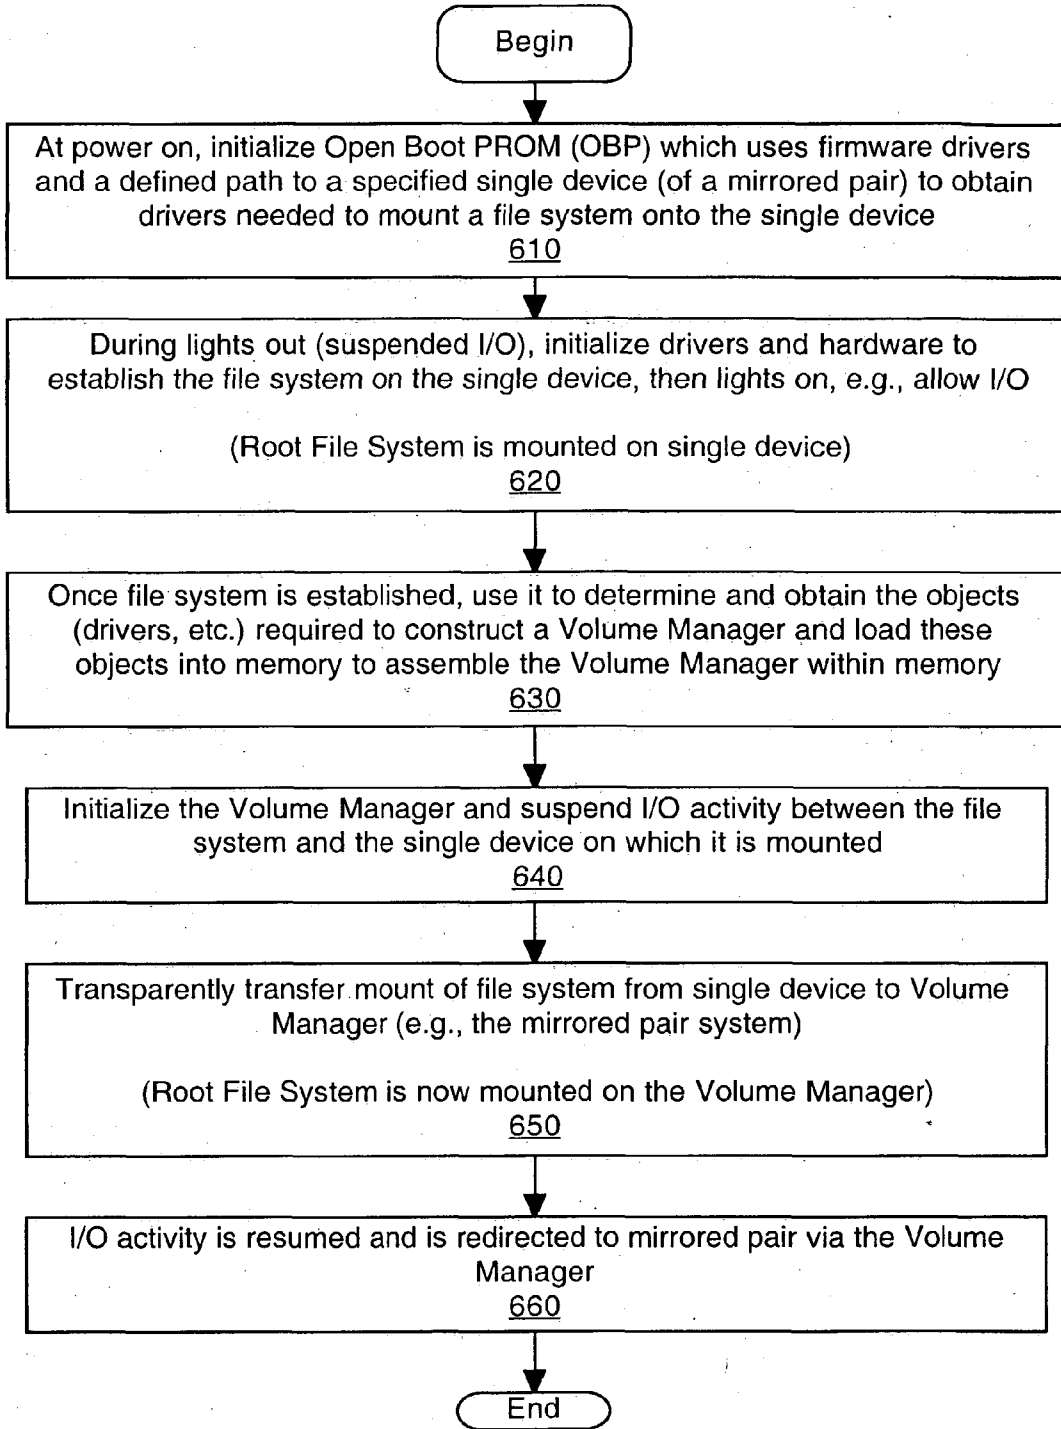 Begin
At power on, initialize Open Boot PROM (OBP) which uses firmware drivers
and a defined path to a specified single device (of a mirrored pair) to obtain
drivers needed to mount a file system onto the single device
610
During lights out (suspended I/O), initialize drivers and hardware to
establish the file system on the single device, then lights on, e.g., allow I/O
(Root File System is mounted on single device)
620
Once file system is established, use it to determine and obtain the objects
(drivers, etc.) required to construct a Volume Manager and load these
objects into memory to assemble the Volume Manager within memory
630
Initialize the Volume Manager and suspend I/O activity between the file
system and the single device on which it is mounted
640
Transparently transfer mount of file system from single device to Volume
Manager (e.g., the mirrored pair system)
(Root File System is now mounted on the Volume Manager)
650
I/O activity is resumed and is redirected to mirrored pair via the Volume
Manager
660
End